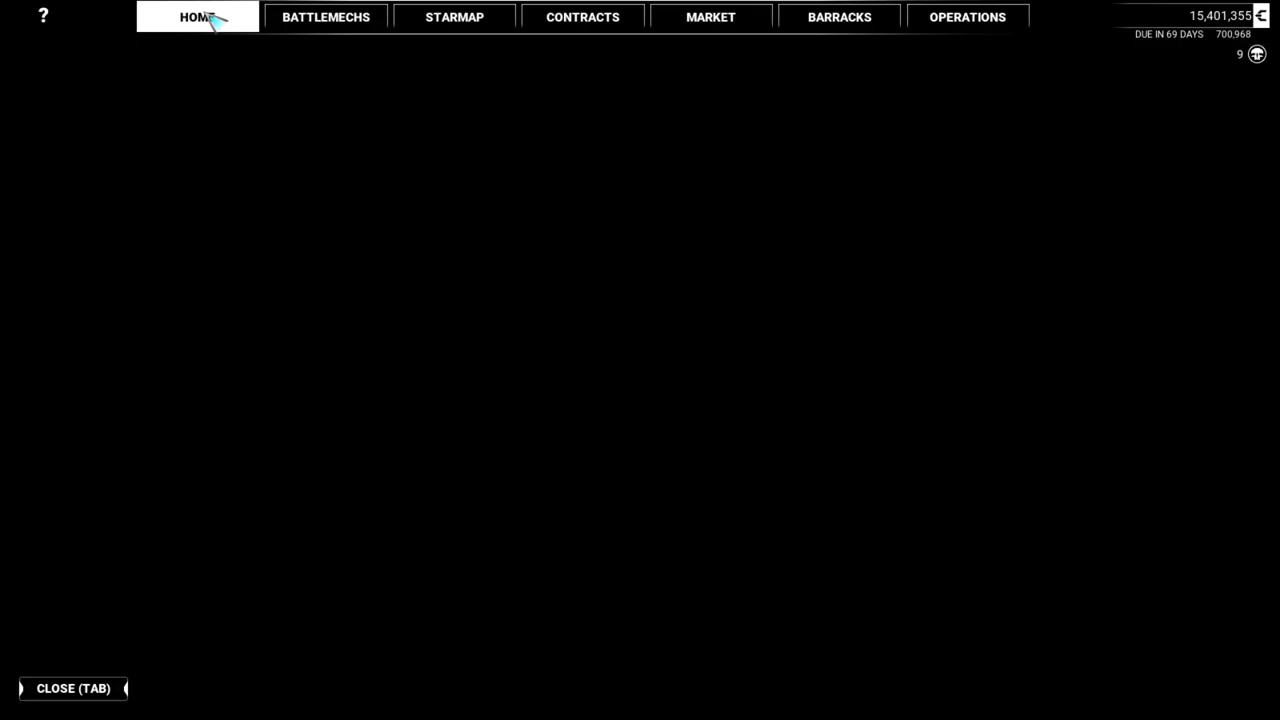 ?
HOME
BATTLEMECHS
STARMAP
CONTRACTS
MARKET
BARRACKS
OPERATIONS
15,401,355
DUE IN 69 DAYS 700,968
9
CLOSE (TAB)